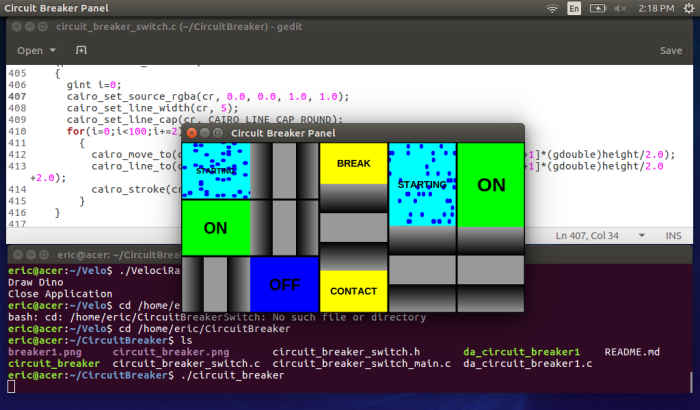 Circuit Breaker Panel
En
2:18 PM
circuit_breaker_switch.c (~/CircuitBreaker) - gedit
Open
Save
405
{
406
gint i=0;
407
cairo_set_source_rgba(cr, 0.0, 0.0, 1.0, 1.0);
408
cairo_set_line_width(cr, 5);
409
cairo_set_line_cap(cr, CAIRO_LINE_CAP_ROUND);
410
for(i=0;i<100;i+=2)
411
{
412
cairo_move_to(
+1]*(gdouble)height/2.0);
413
cairo_line_to(
+1]*(gdouble)height/2.0
+2.0);
414
cairo_stroke(cr
415
}
416
}
417
Ln 407, Col 34
INS
Circuit Breaker Panel
STARTING
BREAK
STARTING
ON
ON
OFF
CONTACT
eric@acer: ~/CircuitBreaker
eric@acer:~/Velo$ ./VelociRa
Draw Dino
Close Application
eric@acer:~/Velo$ cd /home/e
bash: cd: /home/eric/CircuitBreakerSwitch: No such file or directory
eric@acer:~/Velo$ cd /home/eric/CircuitBreaker
eric@acer:~/CircuitBreaker$ ls
breaker1.png circuit_breaker.png circuit_breaker_switch.h da_circuit_breaker1 README.md
circuit_breaker circuit_breaker_switch.c circuit_breaker_switch_main.c da_circuit_breaker1.c
eric@acer:~/CircuitBreaker$ ./circuit_breaker